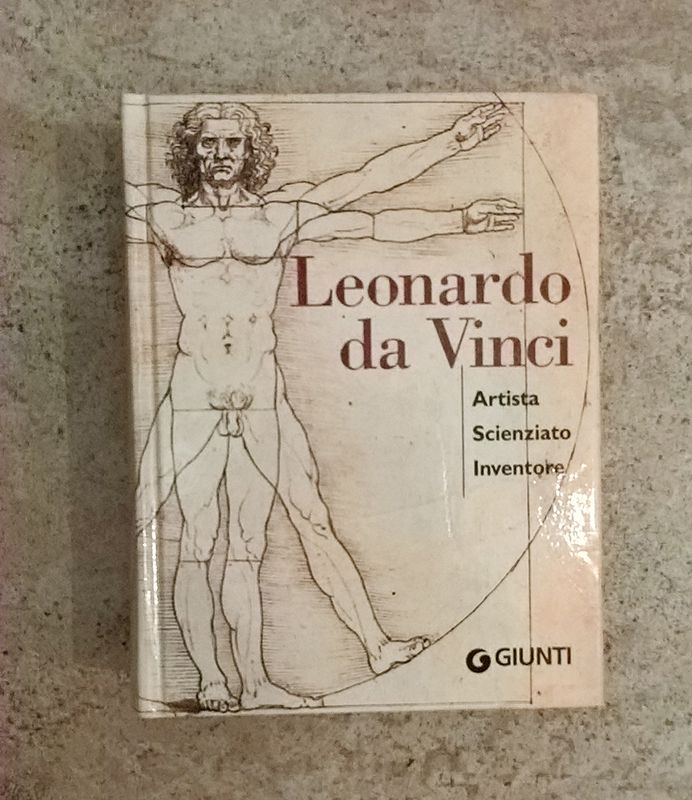 Leonardo
da Vinci
Artista
Scienziato
Inventore
GIUNTI